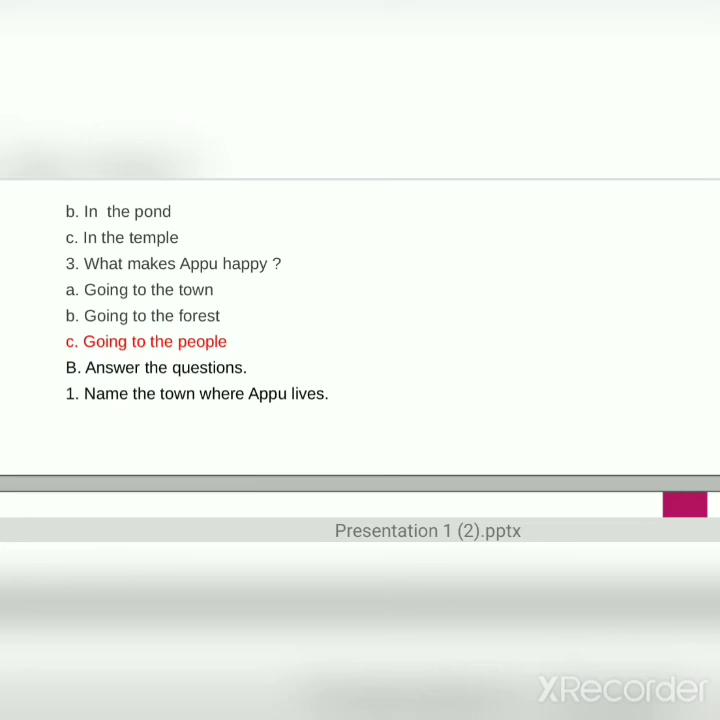 b. In  the pond
c. In the temple
3. What makes Appu happy ?
a. Going to the town
b. Going to the forest
c. Going to the people
B. Answer the questions.
1. Name the town where Appu lives.
Presentation 1 (2).pptx
XRecorder